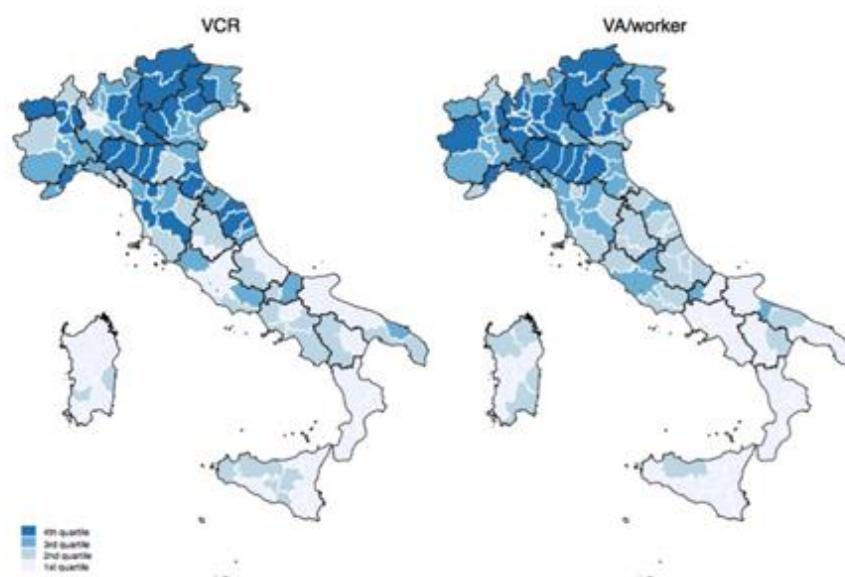 VCR
VA/worker
4th quartile
3rd quartile
2nd quartile
1st quartile